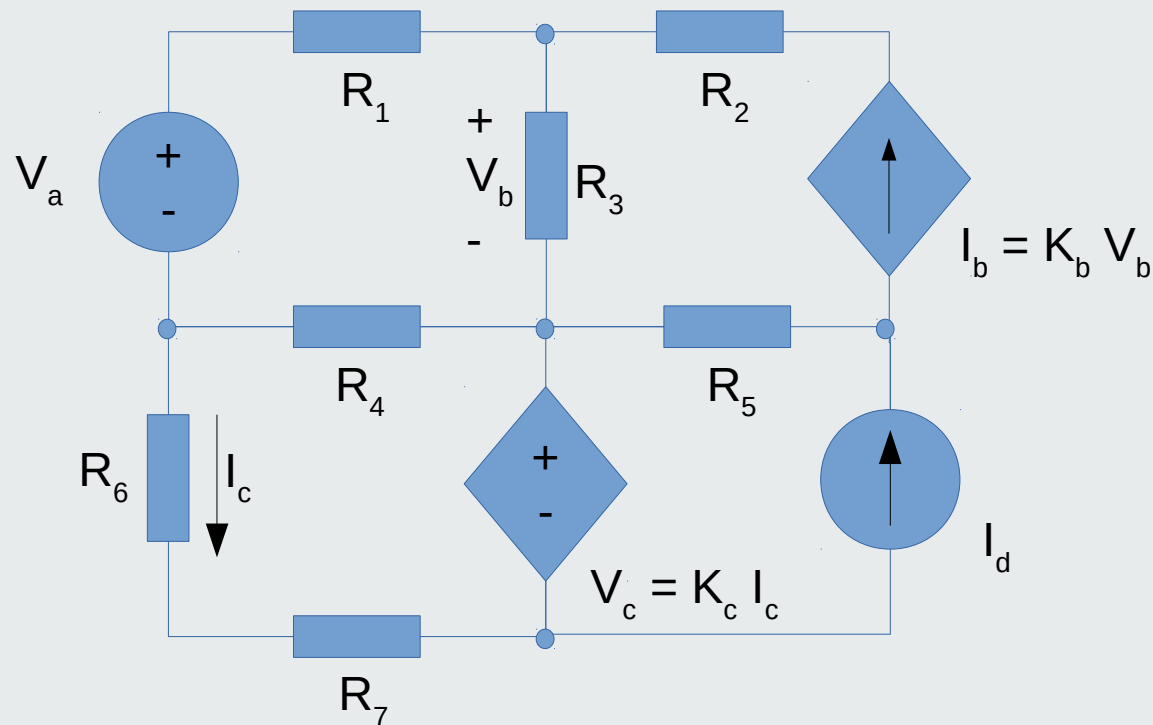 R1
R2
+
-
Va
+
Vb
-
R3
Ib = Kb Vb
R4
R5
R6
Ic
+
-
Vc = Kc Ic
Id
R7